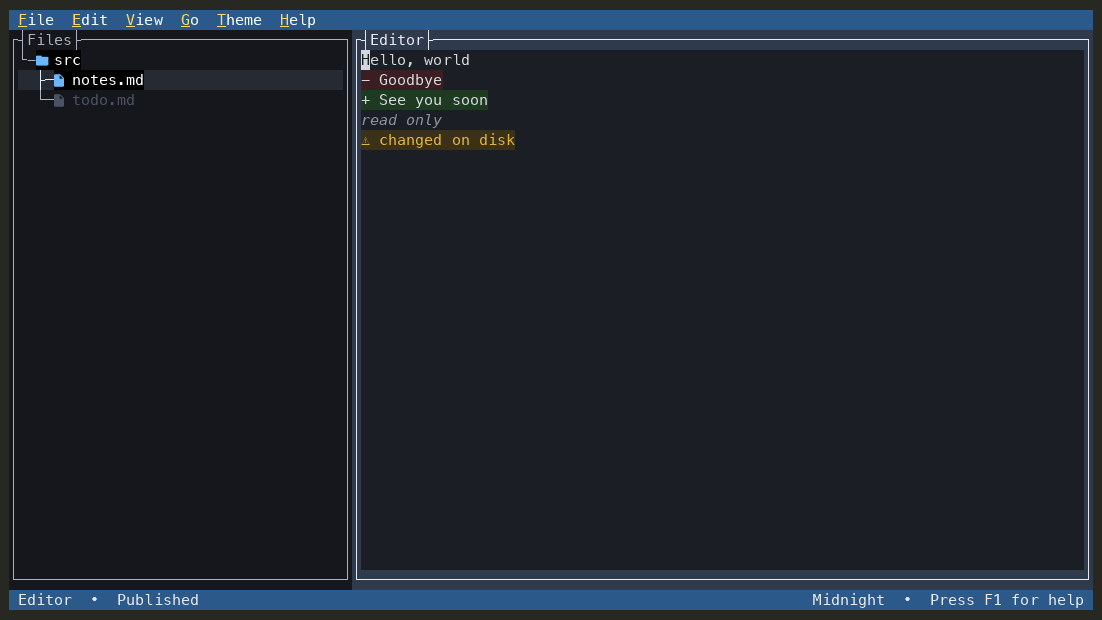 File Edit View Go Theme Help
Files
src
notes.md
todo.md
Editor
Hello, world
- Goodbye
+ See you soon
read only
⚠ changed on disk
Editor • Published
Midnight • Press F1 for help